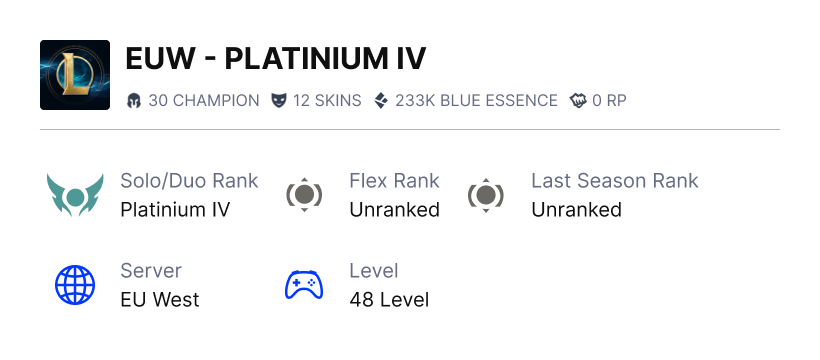 EUW - PLATINIUM IV
30 CHAMPION 12 SKINS 233K BLUE ESSENCE 0 RP
Solo/Duo Rank
Platinium IV
Flex Rank
Unranked
Last Season Rank
Unranked
Server
EU West
Level
48 Level